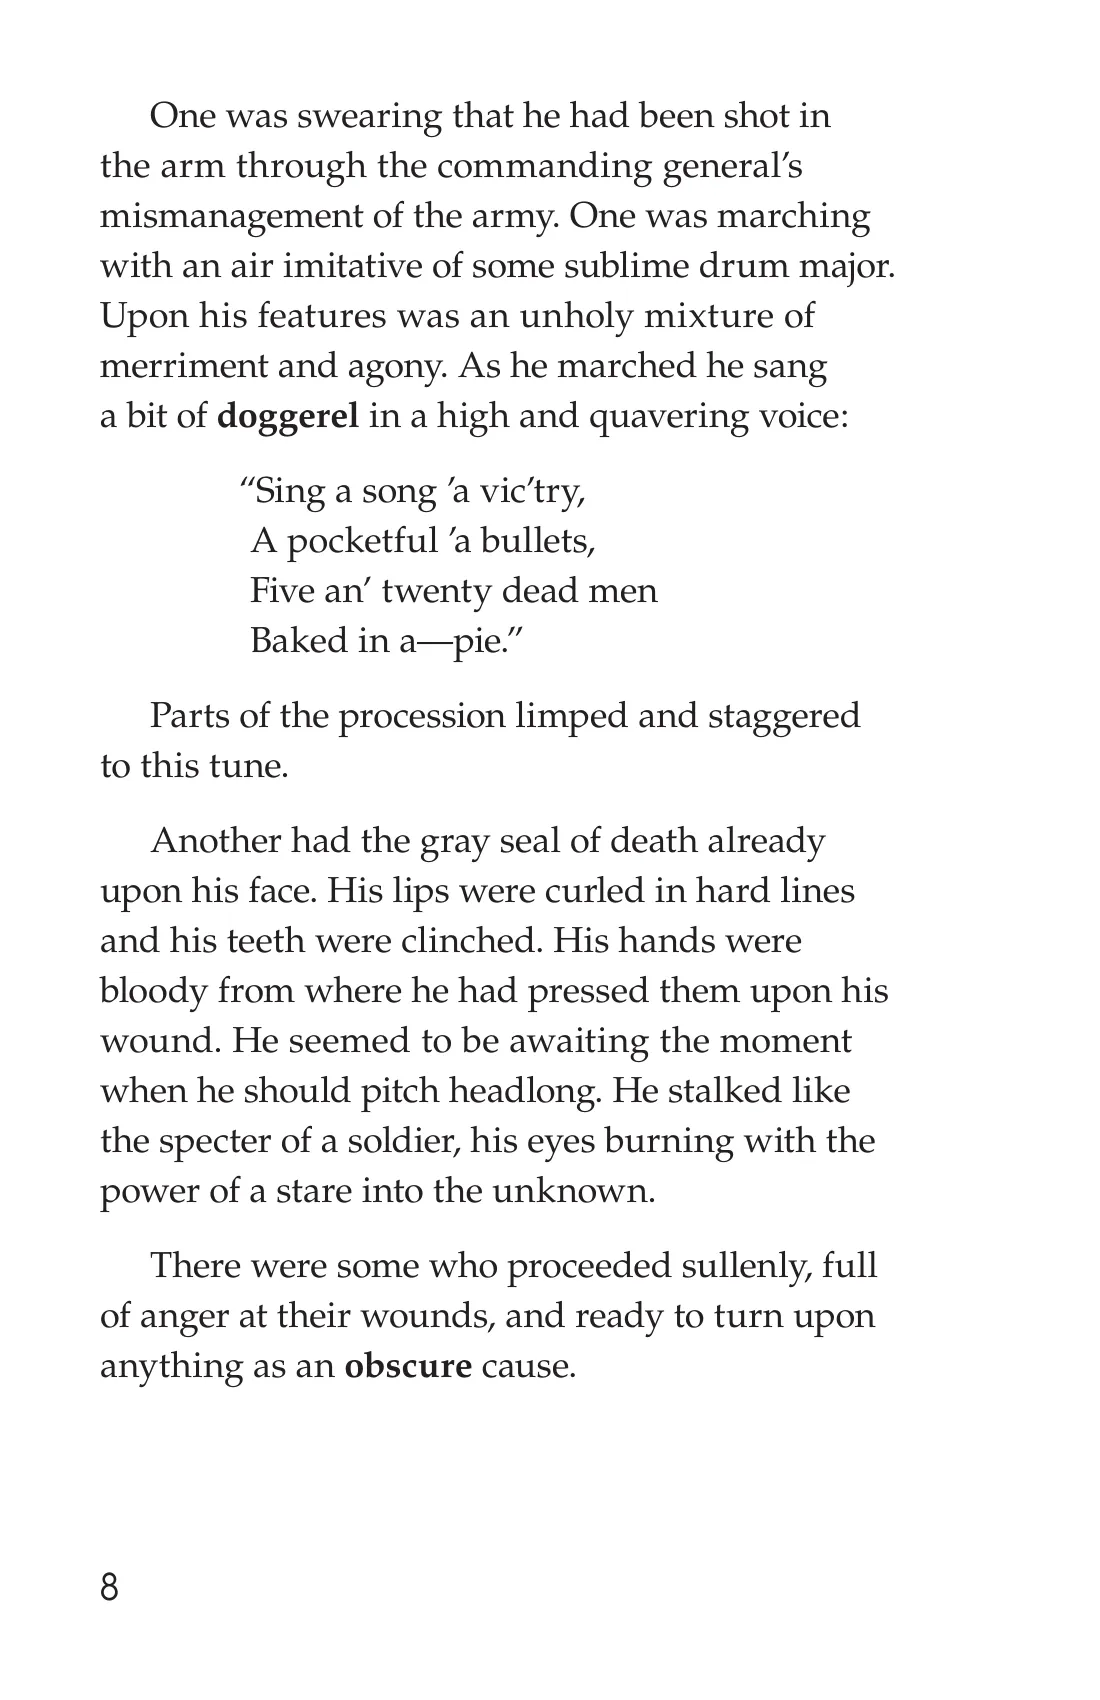 One was swearing that he had been shot in
the arm through the commanding general’s
mismanagement of the army. One was marching
with an air imitative of some sublime drum major.
Upon his features was an unholy mixture of
merriment and agony. As he marched he sang
a bit of doggerel in a high and quavering voice:
“Sing a song ’a vic’try,
A pocketful ’a bullets,
Five an’ twenty dead men
Baked in a—pie.”
Parts of the procession limped and staggered
to this tune.
Another had the gray seal of death already
upon his face. His lips were curled in hard lines
and his teeth were clinched. His hands were
bloody from where he had pressed them upon his
wound. He seemed to be awaiting the moment
when he should pitch headlong. He stalked like
the specter of a soldier, his eyes burning with the
power of a stare into the unknown.
There were some who proceeded sullenly, full
of anger at their wounds, and ready to turn upon
anything as an obscure cause.
8